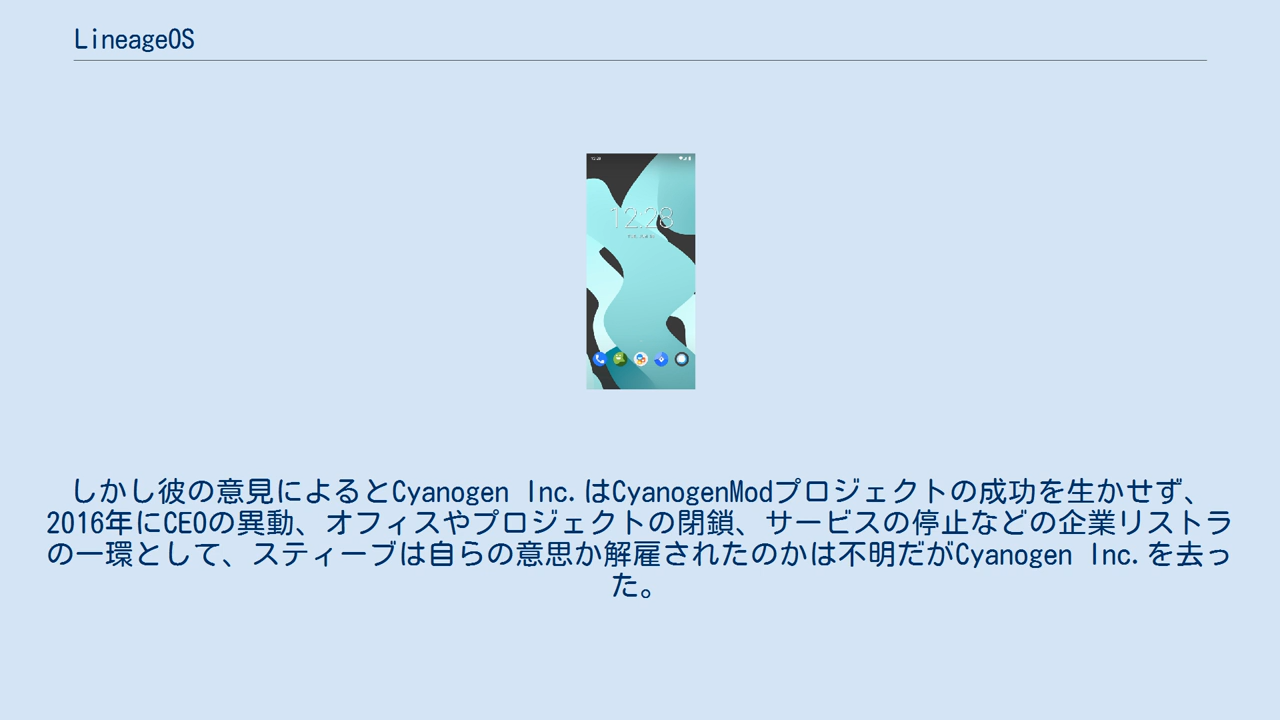 LineageOS
12:28
しかし彼の意見によるとCyanogen Inc.はCyanogenModプロジェクトの成功を生かせず、
2016年にCEOの異動、オフィスやプロジェクトの閉鎖、サービスの停止などの企業リストラ
の一環として、スティーブは自らの意思か解雇されたのかは不明だがCyanogen Inc.を去っ
た。